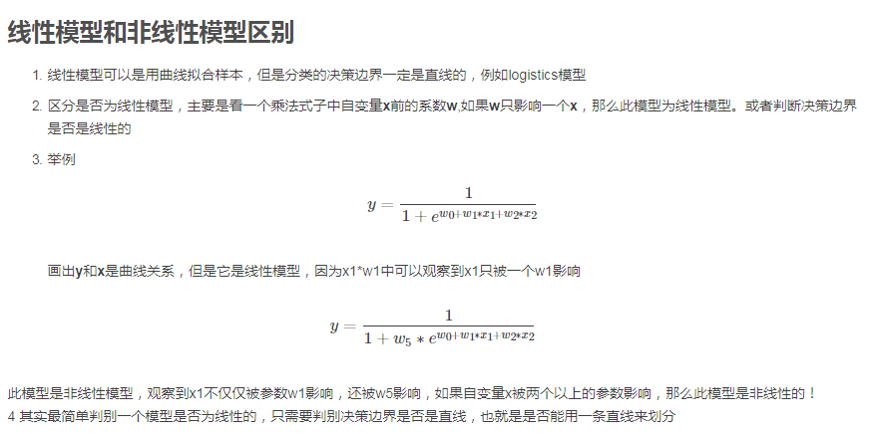 线性模型和非线性模型区别
1. 线性模型可以是用曲线拟合样本，但是分类的决策边界一定是直线的，例如logistics模型
2. 区分是否为线性模型，主要是看一个乘法式子中自变量x前的系数w,如果w只影响一个x，那么此模型为线性模型。或者判断决策边界
是否是线性的
3. 举例
y = \frac{1}{1 + e^{w_0+w_1*x_1+w_2*x_2}}
画出y和x是曲线关系，但是它是线性模型，因为x1*w1中可以观察到x1只被一个w1影响
y = \frac{1}{1 + w_5 * e^{w_0+w_1*x_1+w_2*x_2}}
此模型是非线性模型，观察到x1不仅仅被参数w1影响，还被w5影响，如果自变量x被两个以上的参数影响，那么此模型是非线性的！
4 其实最简单判别一个模型是否为线性的，只需要判别决策边界是否是直线，也就是是否能用一条直线来划分